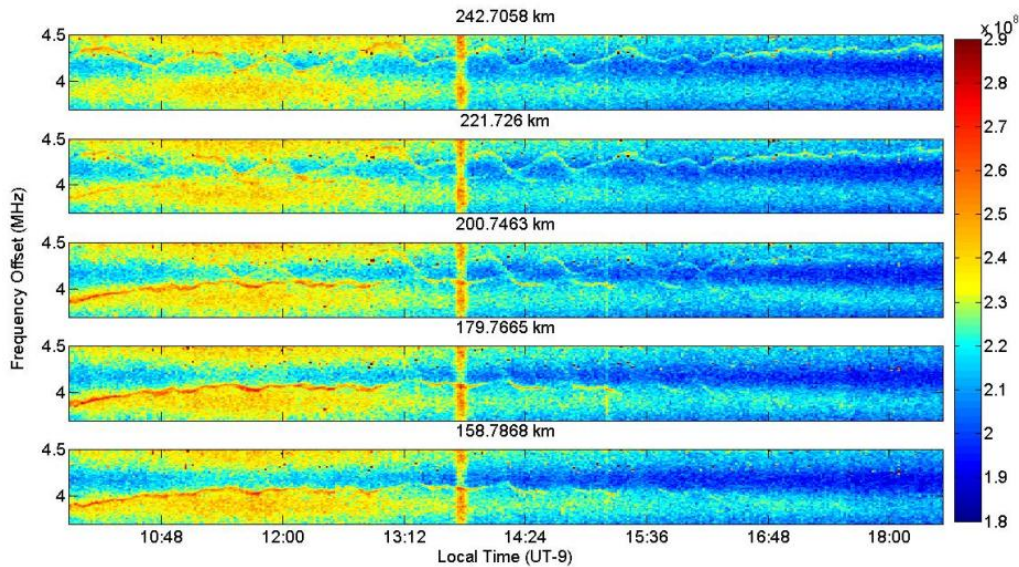 242.7058 km
4.5
4
221.726 km
4.5
4
200.7463 km
4.5
4
179.7665 km
4.5
4
158.7868 km
4.5
4
Frequency Offset (MHz)
10:48 12:00 13:12 14:24 15:36 16:48 18:00
Local Time (UT-9)
x 10^8
2.9
2.8
2.7
2.6
2.5
2.4
2.3
2.2
2.1
2
1.9
1.8